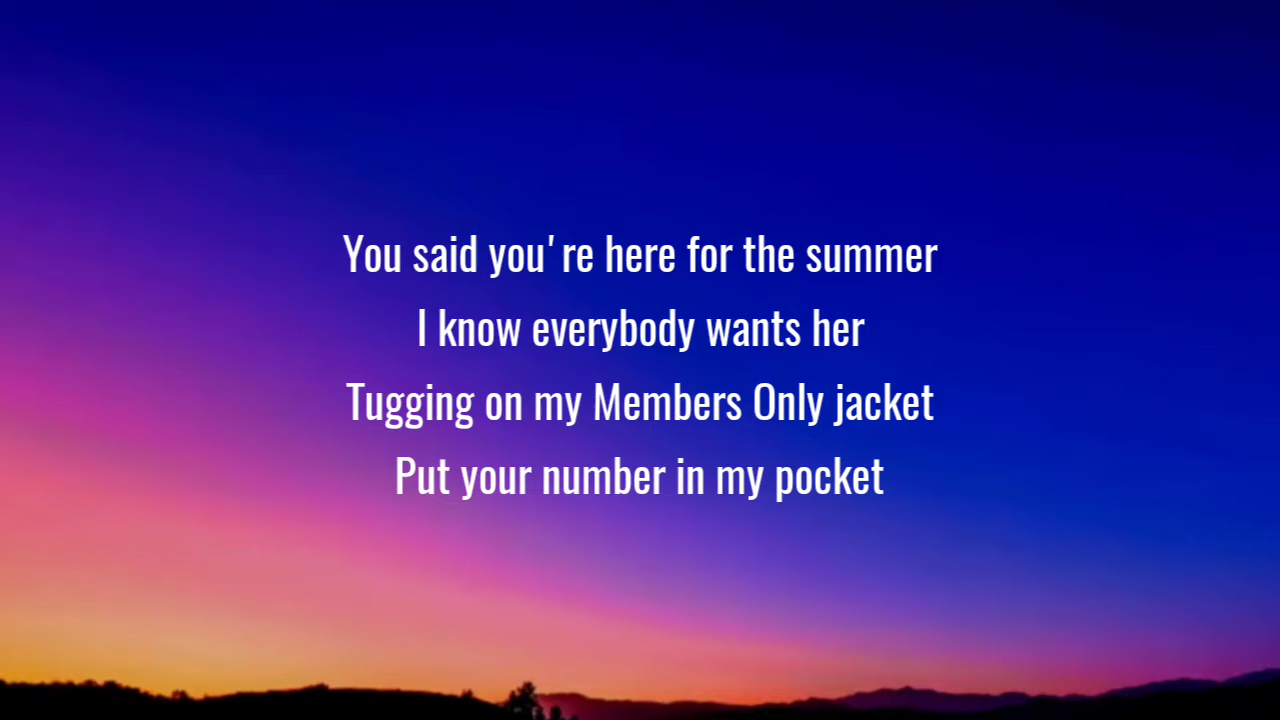 You said you're here for the summer
I know everybody wants her
Tugging on my Members Only jacket
Put your number in my pocket